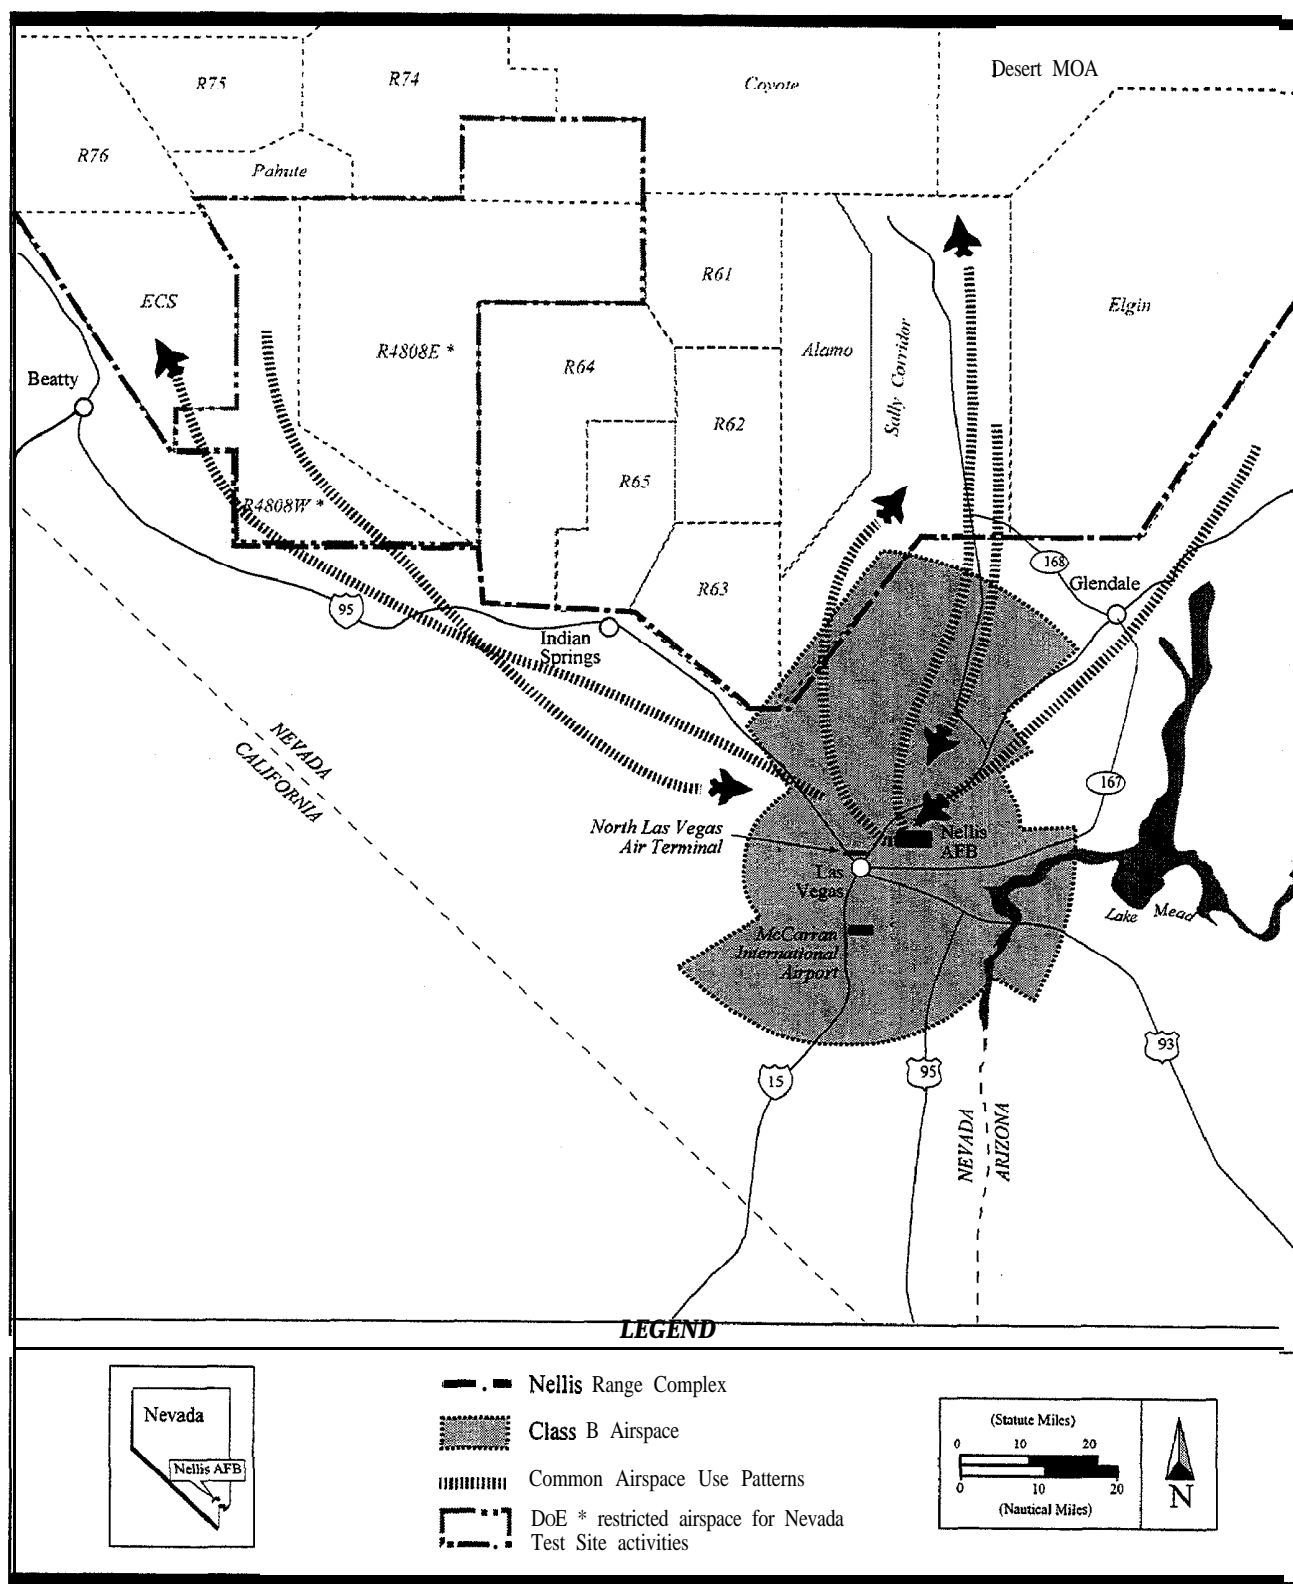 Desert MOA
R75
R74
Coyote
R76
Pahute
R61
ECS
Elgin
R4808E *
R64
Alamo
Sally Corridor
Beatty
R62
R65
R4808W *
168
Glendale
R63
95
Indian
Springs
NEVADA
CALIFORNIA
167
North Las Vegas
Air Terminal
Nellis
AFB
Las
Vegas
Lake Mead
McCarran
International
Airport
93
15
95
NEVADA
ARIZONA
LEGEND
Nevada
Nellis AFB
Nellis Range Complex
Class B Airspace
Common Airspace Use Patterns
DoE * restricted airspace for Nevada
Test Site activities
(Statute Miles)
0 10 20
0 10 20
(Nautical Miles)
N